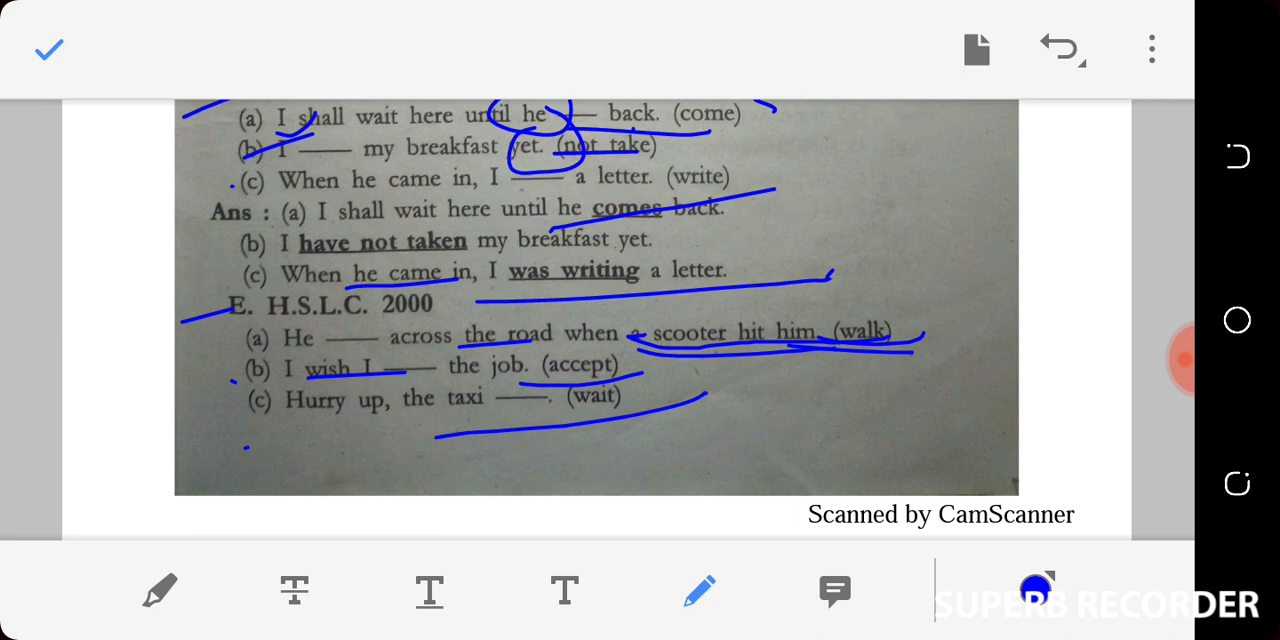 (a) I shall wait here until he —— back. (come)
(b) I —— my breakfast yet. (not take)
(c) When he came in, I —— a letter. (write)
Ans : (a) I shall wait here until he comes back.
(b) I have not taken my breakfast yet.
(c) When he came in, I was writing a letter.
E. H.S.L.C. 2000
(a) He —— across the road when a scooter hit him. (walk)
(b) I wish I —— the job. (accept)
(c) Hurry up, the taxi ——. (wait)
Scanned by CamScanner
SUPERB RECORDER